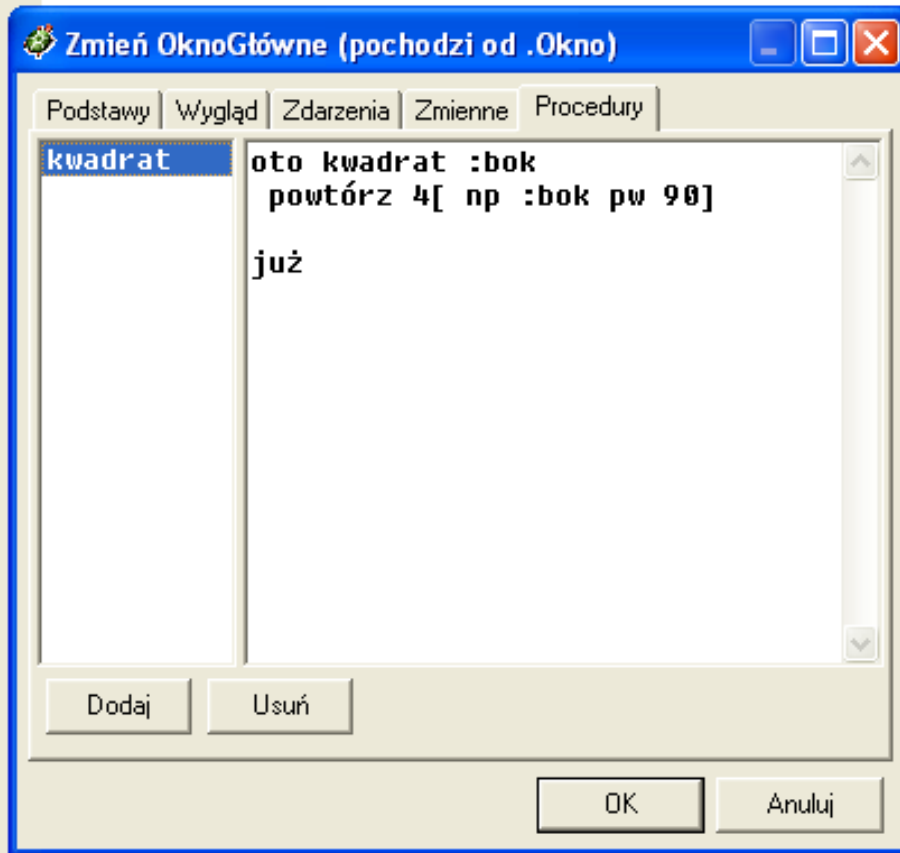 Zmień OknoGłówne (pochodzi od .Okno)
Podstawy Wygląd Zdarzenia Zmienne Procedury
kwadrat
oto kwadrat :bok
powtórz 4[ np :bok pw 90]
już
Dodaj Usuń
OK Anuluj